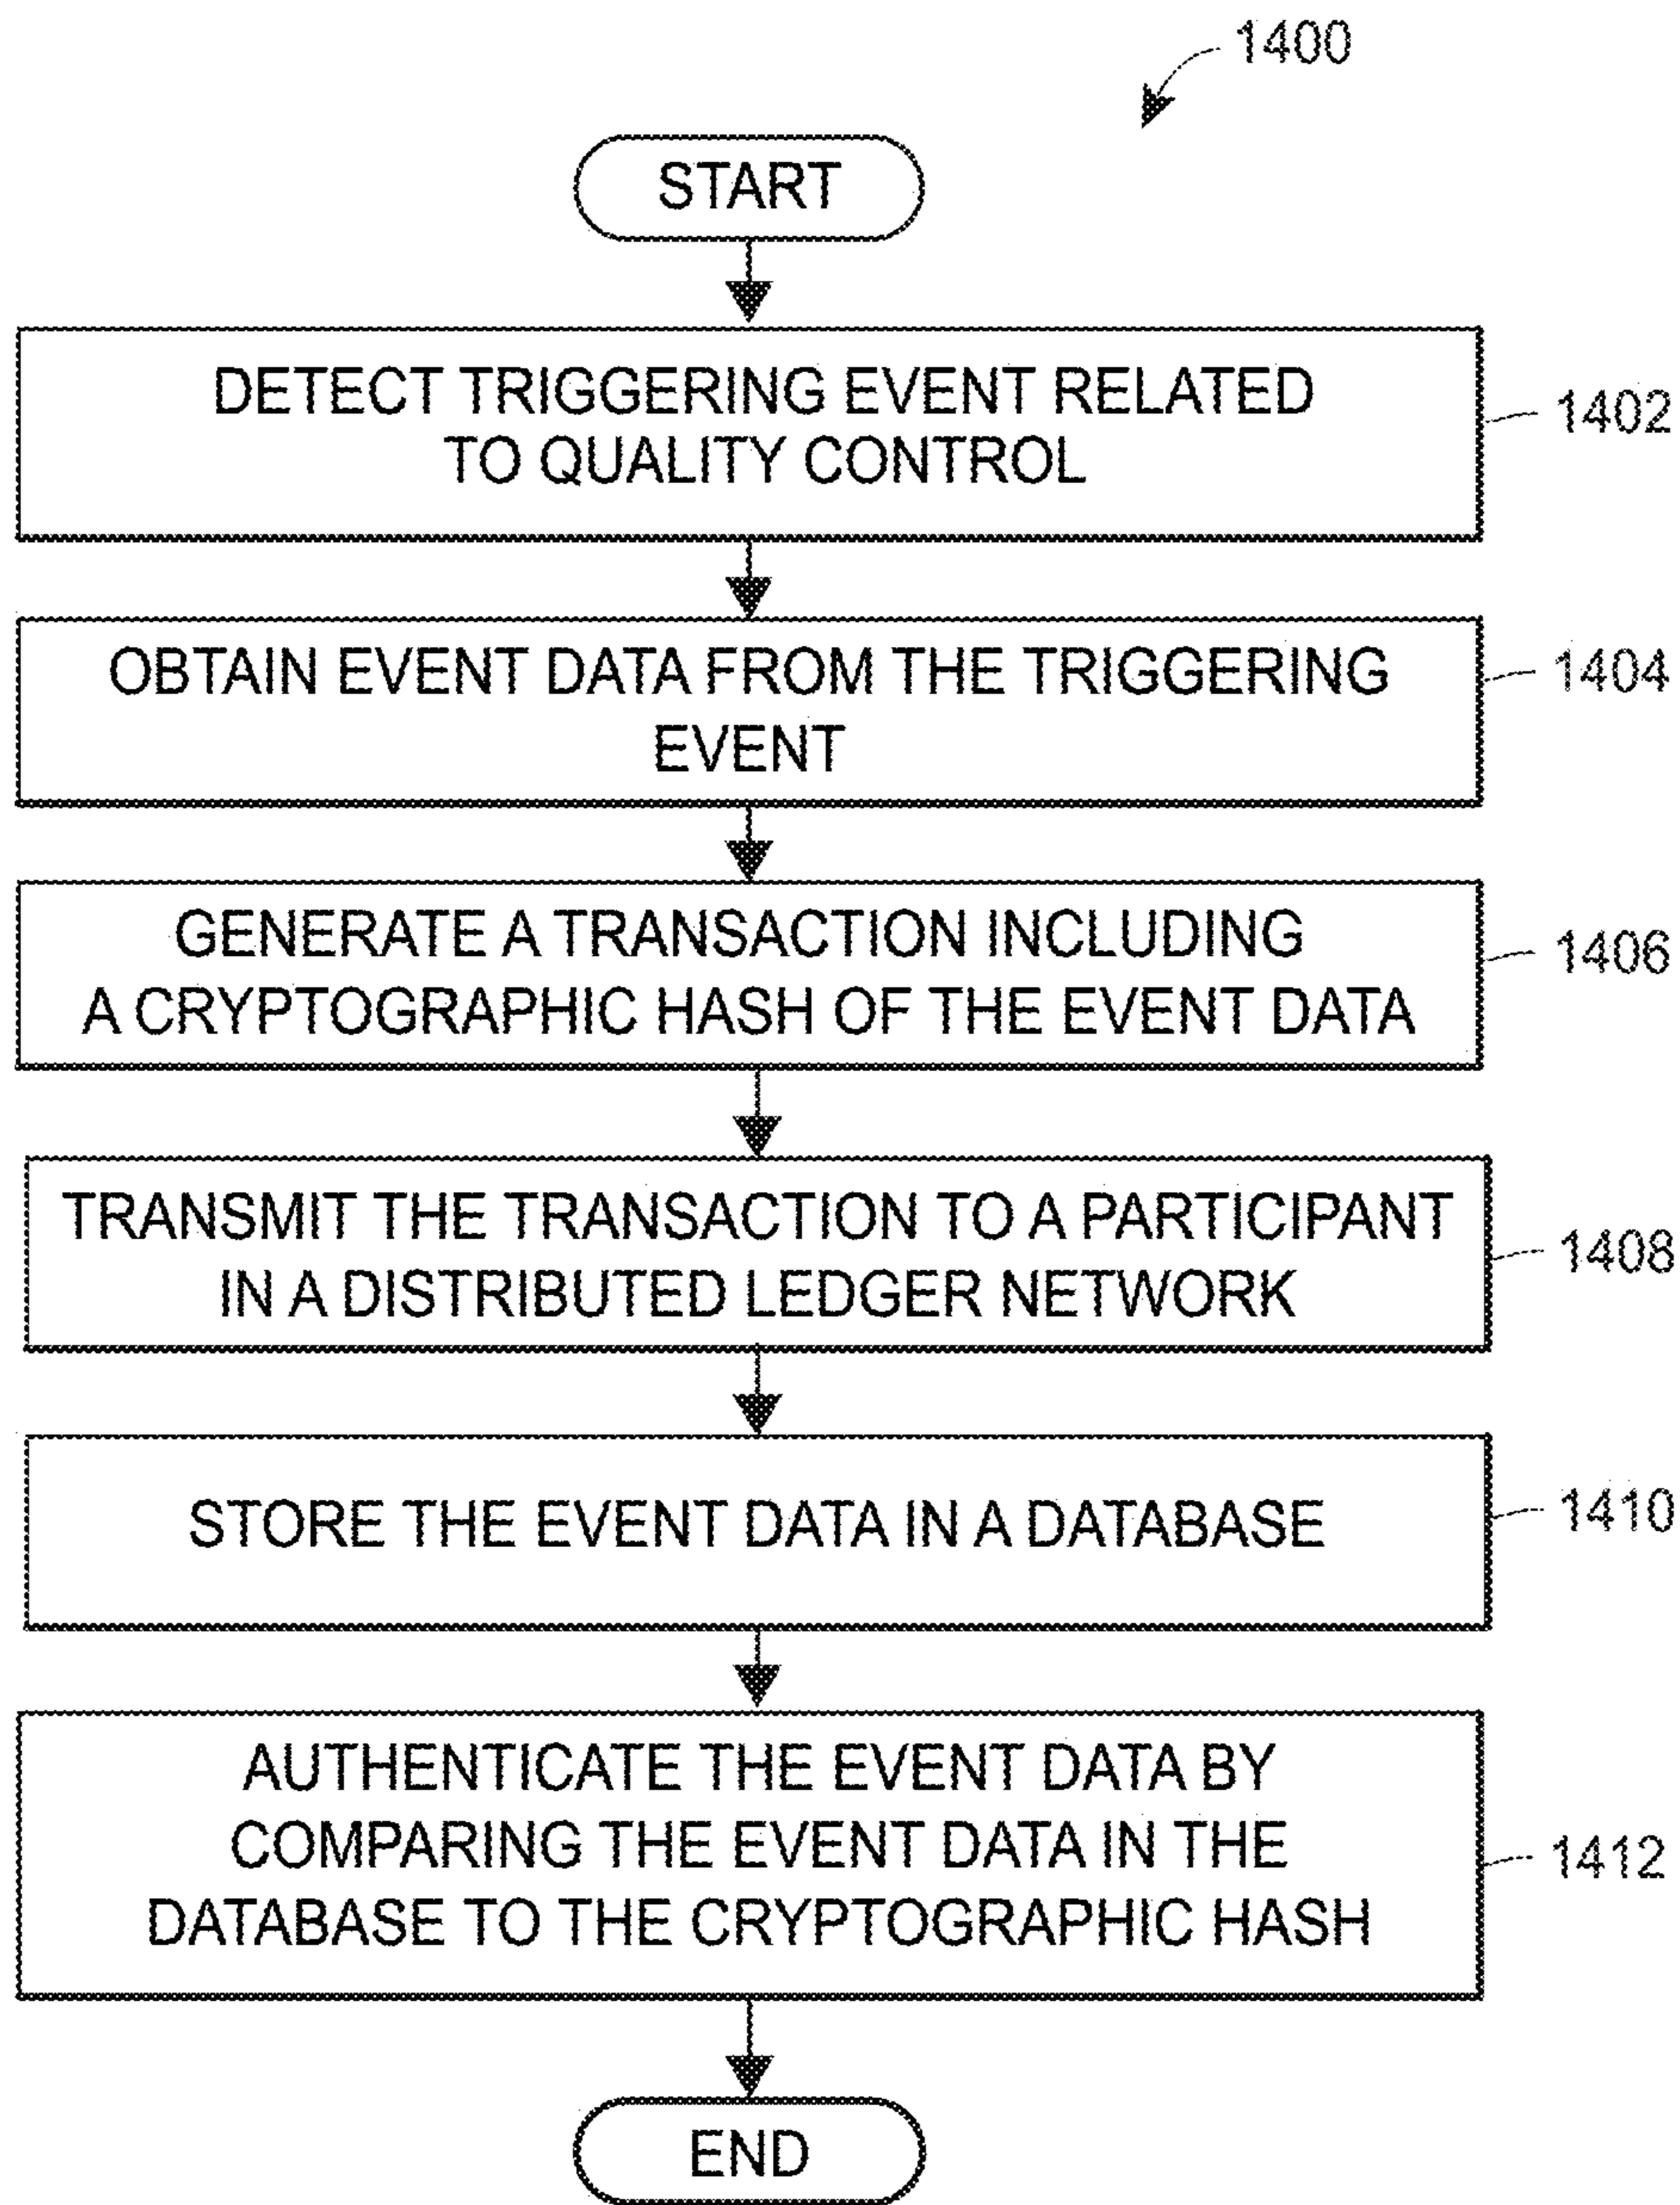 1400
START
DETECT TRIGGERING EVENT RELATED
TO QUALITY CONTROL
1402
OBTAIN EVENT DATA FROM THE TRIGGERING
EVENT
1404
GENERATE A TRANSACTION INCLUDING
A CRYPTOGRAPHIC HASH OF THE EVENT DATA
1406
TRANSMIT THE TRANSACTION TO A PARTICIPANT
IN A DISTRIBUTED LEDGER NETWORK
1408
STORE THE EVENT DATA IN A DATABASE
1410
AUTHENTICATE THE EVENT DATA BY
COMPARING THE EVENT DATA IN THE
DATABASE TO THE CRYPTOGRAPHIC HASH
1412
END